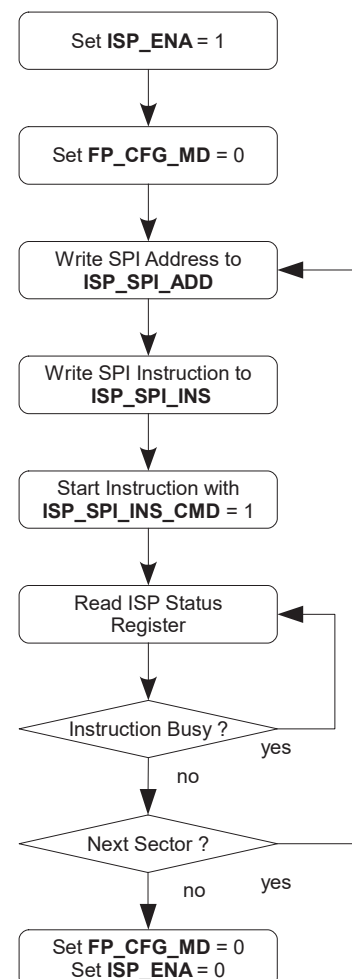 Set ISP_ENA = 1
Set FP_CFG_MD = 0
Write SPI Address to
ISP_SPI_ADD
Write SPI Instruction to
ISP_SPI_INS
Start Instruction with
ISP_SPI_INS_CMD = 1
Read ISP Status
Register
Instruction Busy ?
yes
no
Next Sector ?
yes
no
Set FP_CFG_MD = 0
Set ISP_ENA = 0